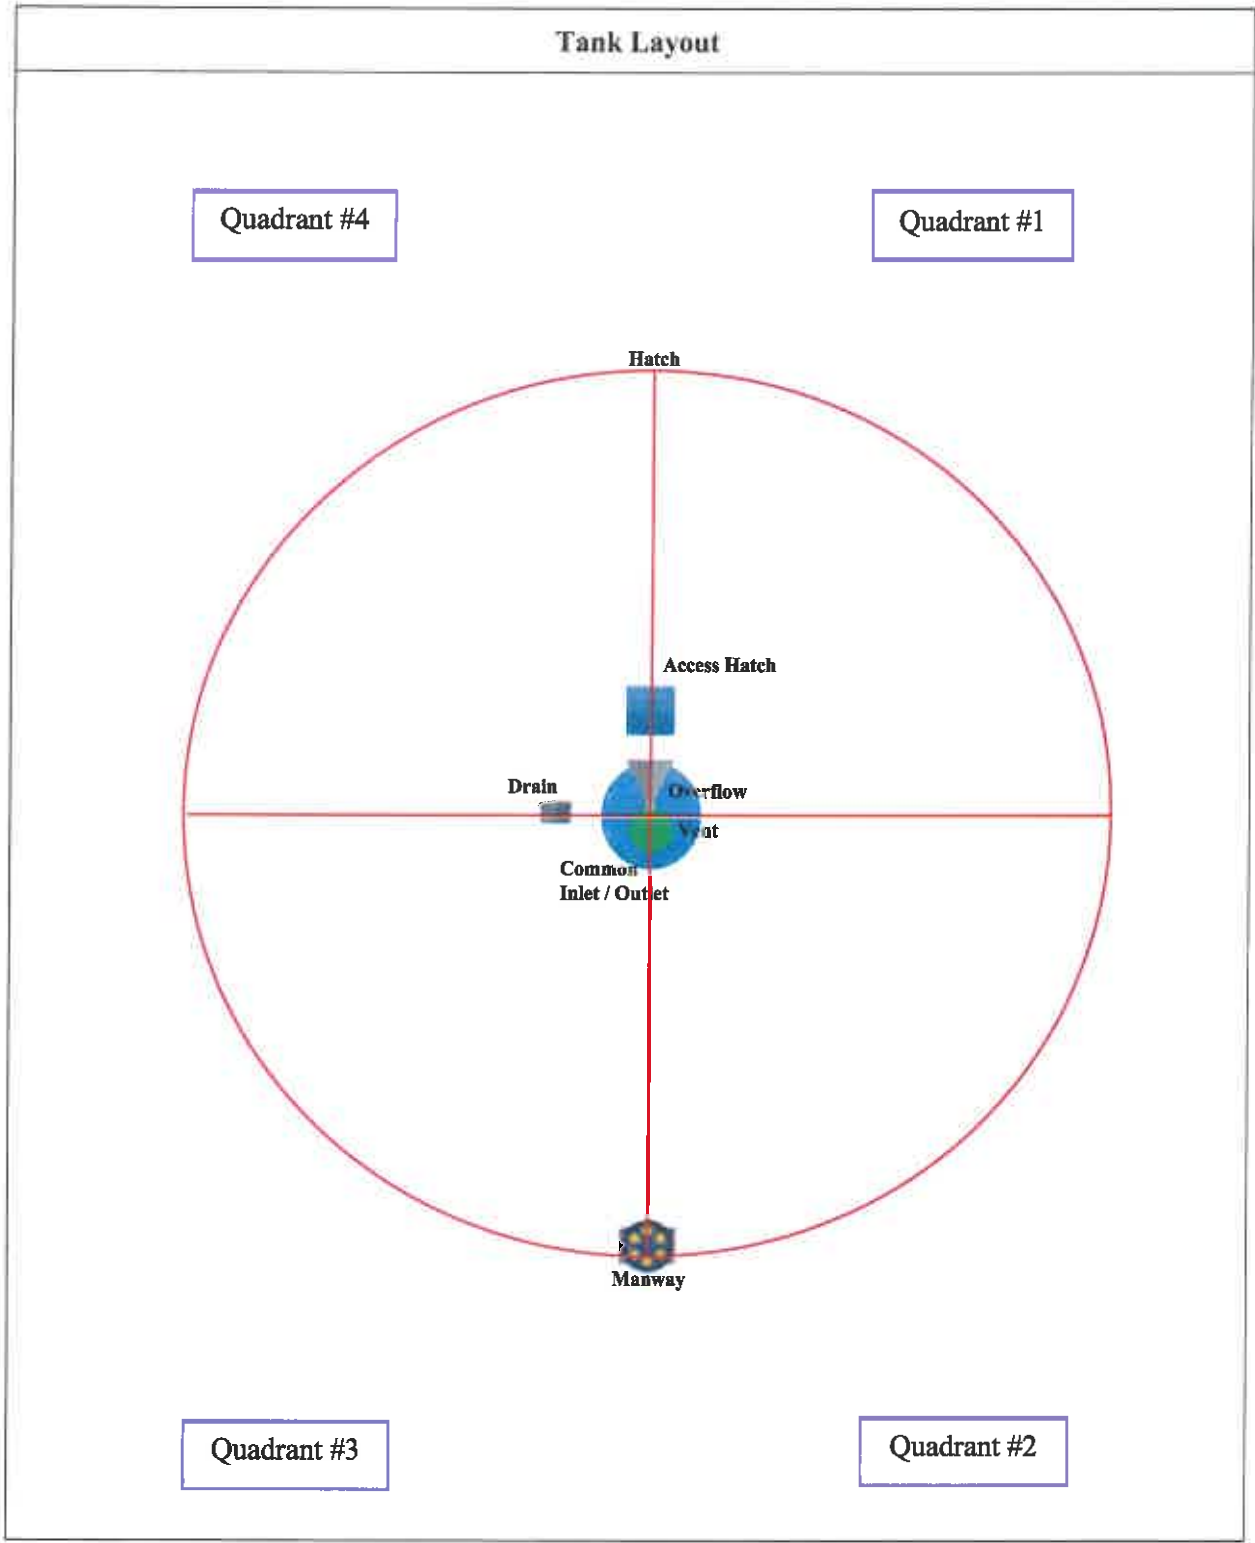 Tank Layout
Quadrant #4
Quadrant #1
Hatch
Access Hatch
Drain
Overflow
Vent
Common
Inlet / Outlet
Manway
Quadrant #3
Quadrant #2